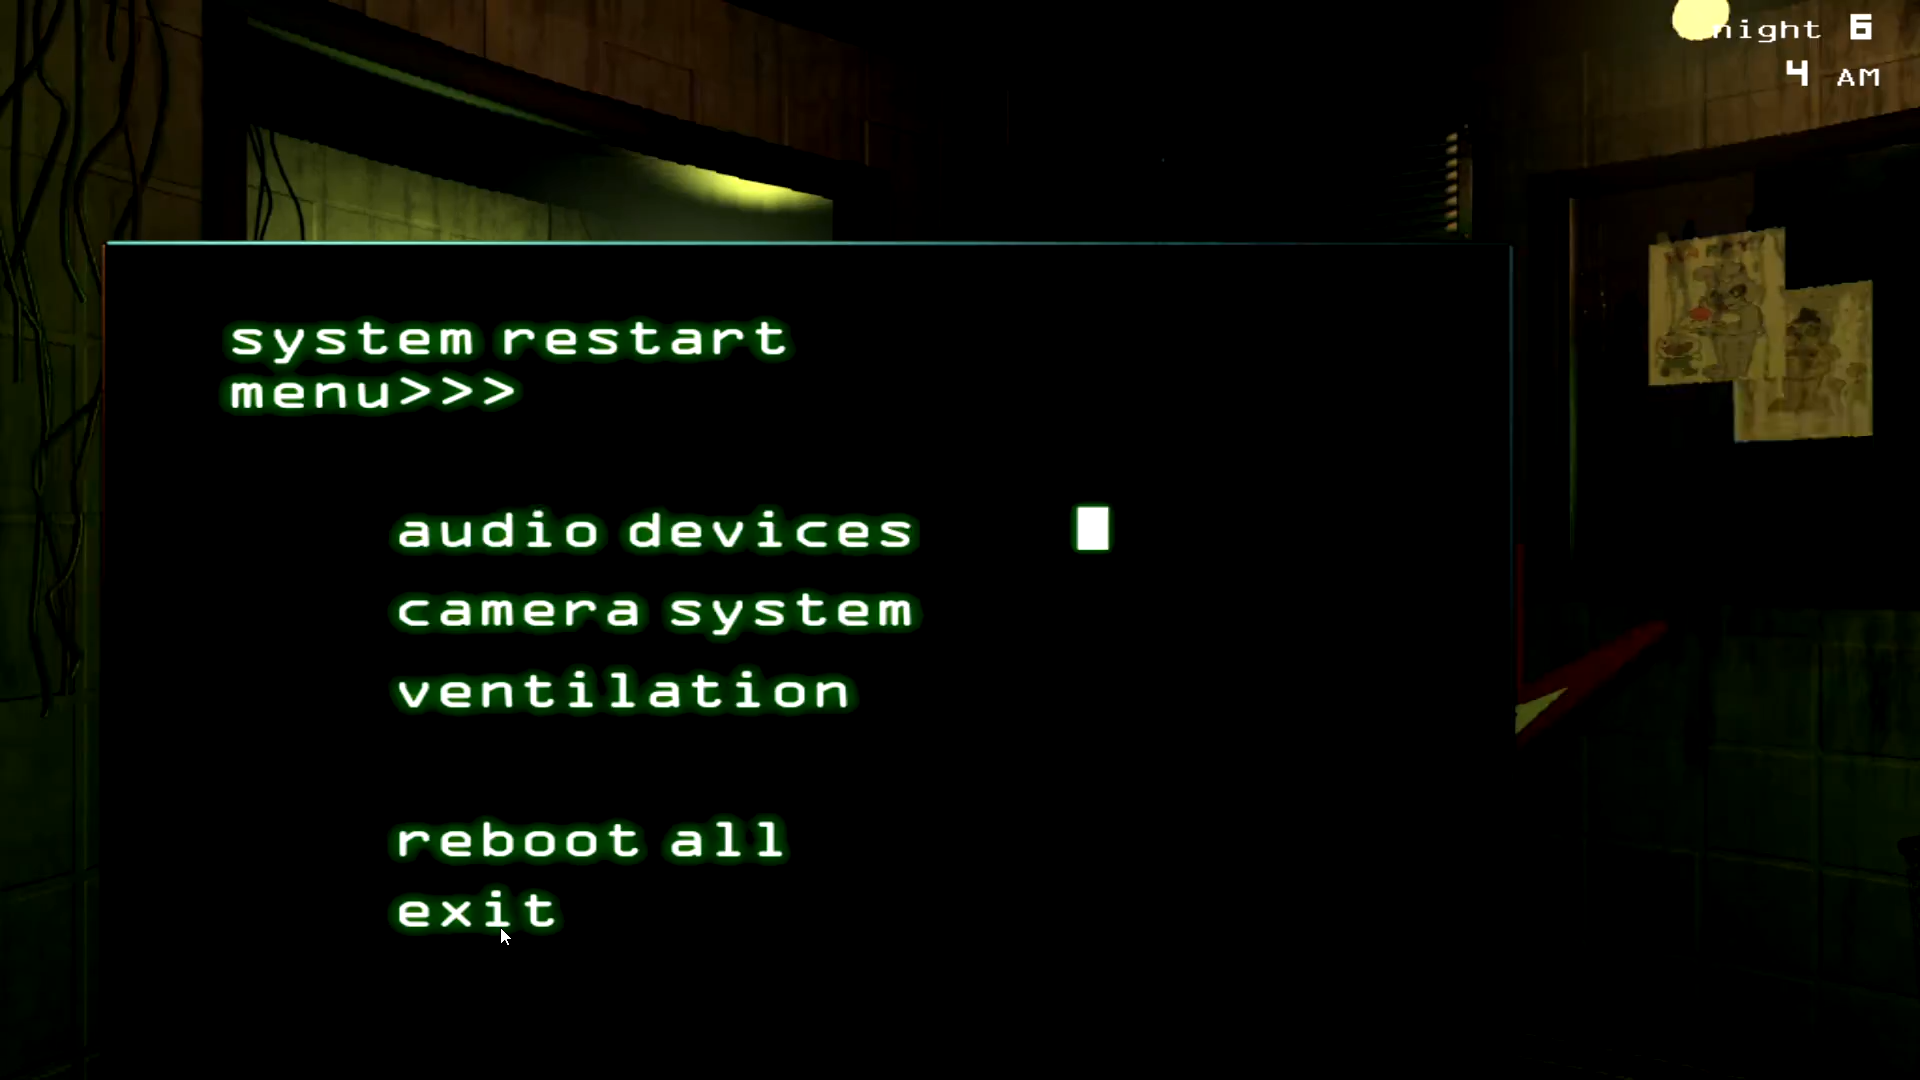 night 6
4 AM
system restart
menu>>>
audio devices
camera system
ventilation
reboot all
exit